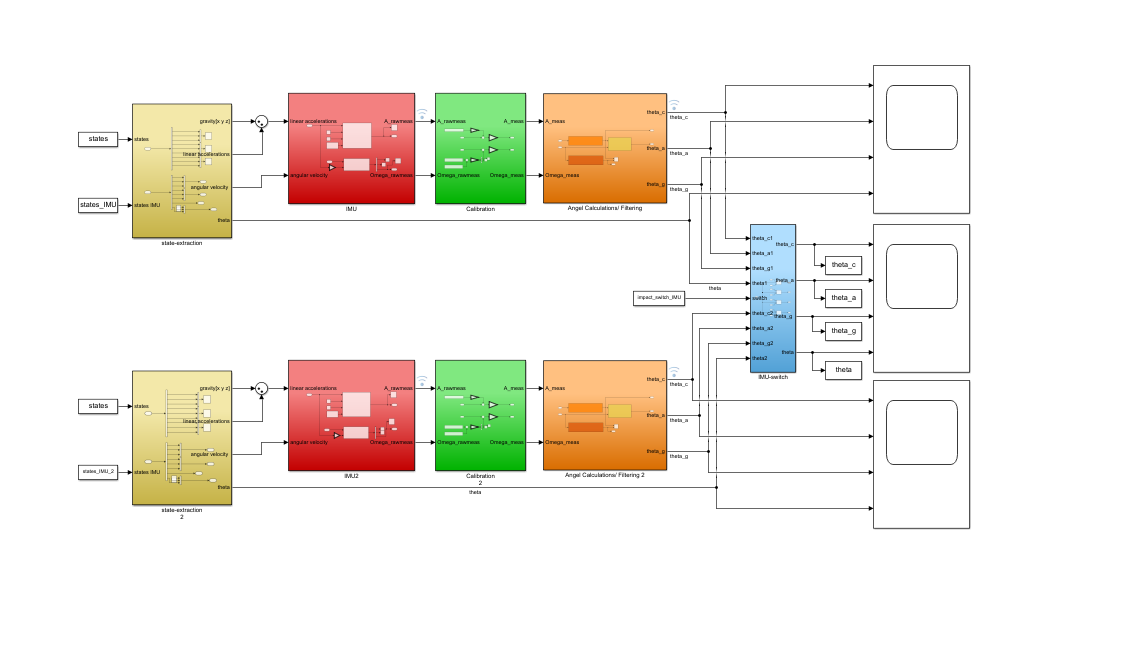 states
states_IMU
states
states IMU
gravity[x y z]
linear accelerations
angular velocity
theta
state-extraction
linear accelerations
angular velocity
A_rawmeas
Omega_rawmeas
IMU
A_rawmeas
Omega_rawmeas
A_meas
Omega_meas
Calibration
A_meas
Omega_meas
theta_c
theta_a
theta_g
Angel Calculations/ Filtering
theta_c
theta_a
theta_g
theta
impact_switch_IMU
theta_c1
theta_a1
theta_g1
theta1
switch
theta_c2
theta_a2
theta_g2
theta2
theta_c
theta_a
theta_g
theta
IMU-switch
theta_c
theta_a
theta_g
theta
states
states_IMU_2
states
states IMU
gravity[x y z]
linear accelerations
angular velocity
theta
state-extraction
2
linear accelerations
angular velocity
A_rawmeas
Omega_rawmeas
IMU2
A_rawmeas
Omega_rawmeas
A_meas
Omega_meas
Calibration
2
A_meas
Omega_meas
theta_c
theta_a
theta_g
Angel Calculations/ Filtering 2
theta_c
theta_a
theta_g
theta